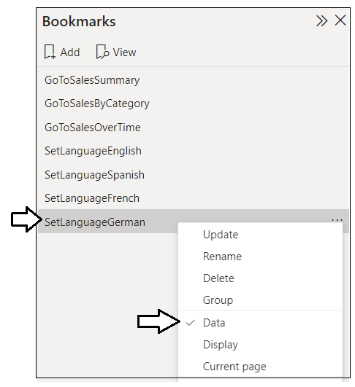 Bookmarks
Add View
GoToSalesSummary
GoToSalesByCategory
GoToSalesOverTime
SetLanguageEnglish
SetLanguageSpanish
SetLanguageFrench
SetLanguageGerman ...
Update
Rename
Delete
Group
Data
Display
Current page